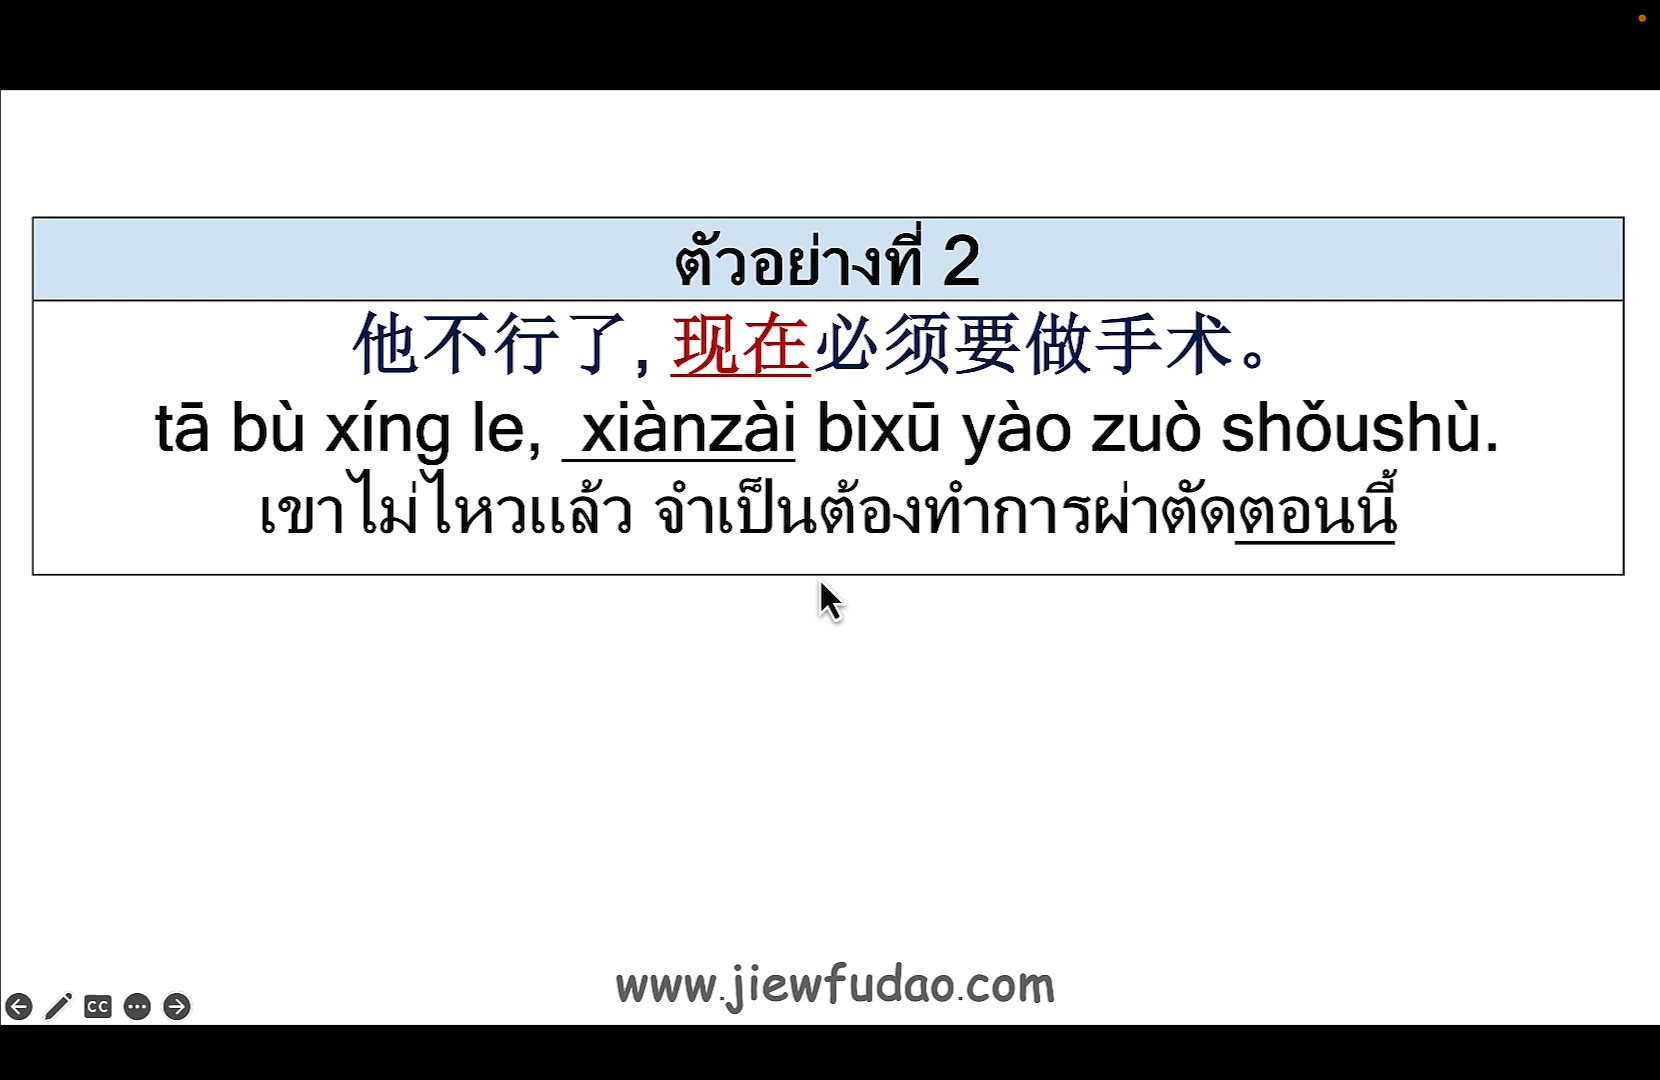 ตัวอย่างที่ 2
他不行了, 现在必须要做手术。
tā bù xíng le, xiànzài bìxū yào zuò shǒushù.
เขาไม่ไหวแล้ว จำเป็นต้องทำการผ่าตัดตอนนี้
www.jiewfudao.com
CC